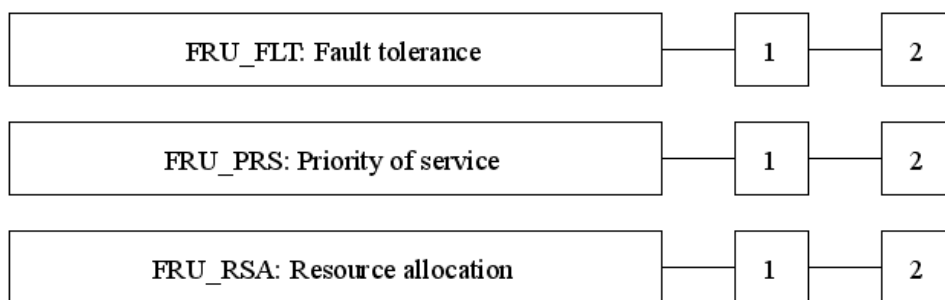 FRU_FLT: Fault tolerance 1 2
FRU_PRS: Priority of service 1 2
FRU_RSA: Resource allocation 1 2